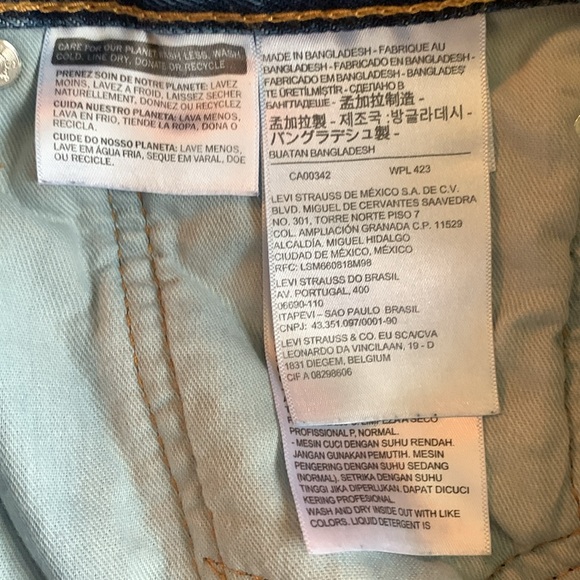 CARE FOR OUR PLANET: WASH LESS, WASH
COLD, LINE DRY, DONATE OR RECYCLE.
PRENEZ SOIN DE NOTRE PLANETE: LAVEZ
MOINS, LAVEZ À FROID, LAISSEZ SÉCHER
NATURELLEMENT, DONNEZ OU RECYCLEZ
CUIDA NUESTRO PLANETA: LAVA MENOS,
LAVA EN FRIO, TIENDE LA ROPA, DONA O
RECICLA.
CUIDE DO NOSSO PLANETA: LAVE MENOS,
LAVE EM ÁGUA FRIA, SEQUE EM VARAL, DOE
OU RECICLE.
MADE IN BANGLADESH - FABRIQUE AU
BANGLADESH - FABRICADO EN BANGLADESH -
FABRICADO EM BANGLADESH - BANGLADEŞ'
TE ÜRETİLMİŞTİR - СДЕЛАНО В
БАНГЛАДЕШЕ - 孟加拉制造 -
孟加拉製 - 제조국 :방글라데시 -
バングラデシュ製 -
BUATAN BANGLADESH
CA00342 WPL 423
LEVI STRAUSS DE MÉXICO S.A. DE C.V.
BLVD. MIGUEL DE CERVANTES SAAVEDRA
NO. 301, TORRE NORTE PISO 7
COL. AMPLIACIÓN GRANADA C.P. 11529
ALCALDÍA. MIGUEL HIDALGO
CIUDAD DE MÉXICO, MÉXICO
RFC: LSM660818M98
LEVI STRAUSS DO BRASIL
AV. PORTUGAL, 400
06690-110
ITAPEVI – SAO PAULO BRASIL
CNPJ: 43.351.097/0001-90
LEVI STRAUSS & CO. EU SCA/CVA
LEONARDO DA VINCILAAN, 19 - D
1831 DIEGEM, BELGIUM
CIF A 08298606
LIMPEZA A SECO
PROFISSIONAL P, NORMAL.
- MESIN CUCI DENGAN SUHU RENDAH.
JANGAN GUNAKAN PEMUTIH. MESIN
PENGERING DENGAN SUHU SEDANG
(NORMAL). SETRIKA DENGAN SUHU
TINGGI JIKA DIPERLUKAN. DAPAT DICUCI
KERING PROFESIONAL.
WASH AND DRY INSIDE OUT WITH LIKE
COLORS. LIQUID DETERGENT IS